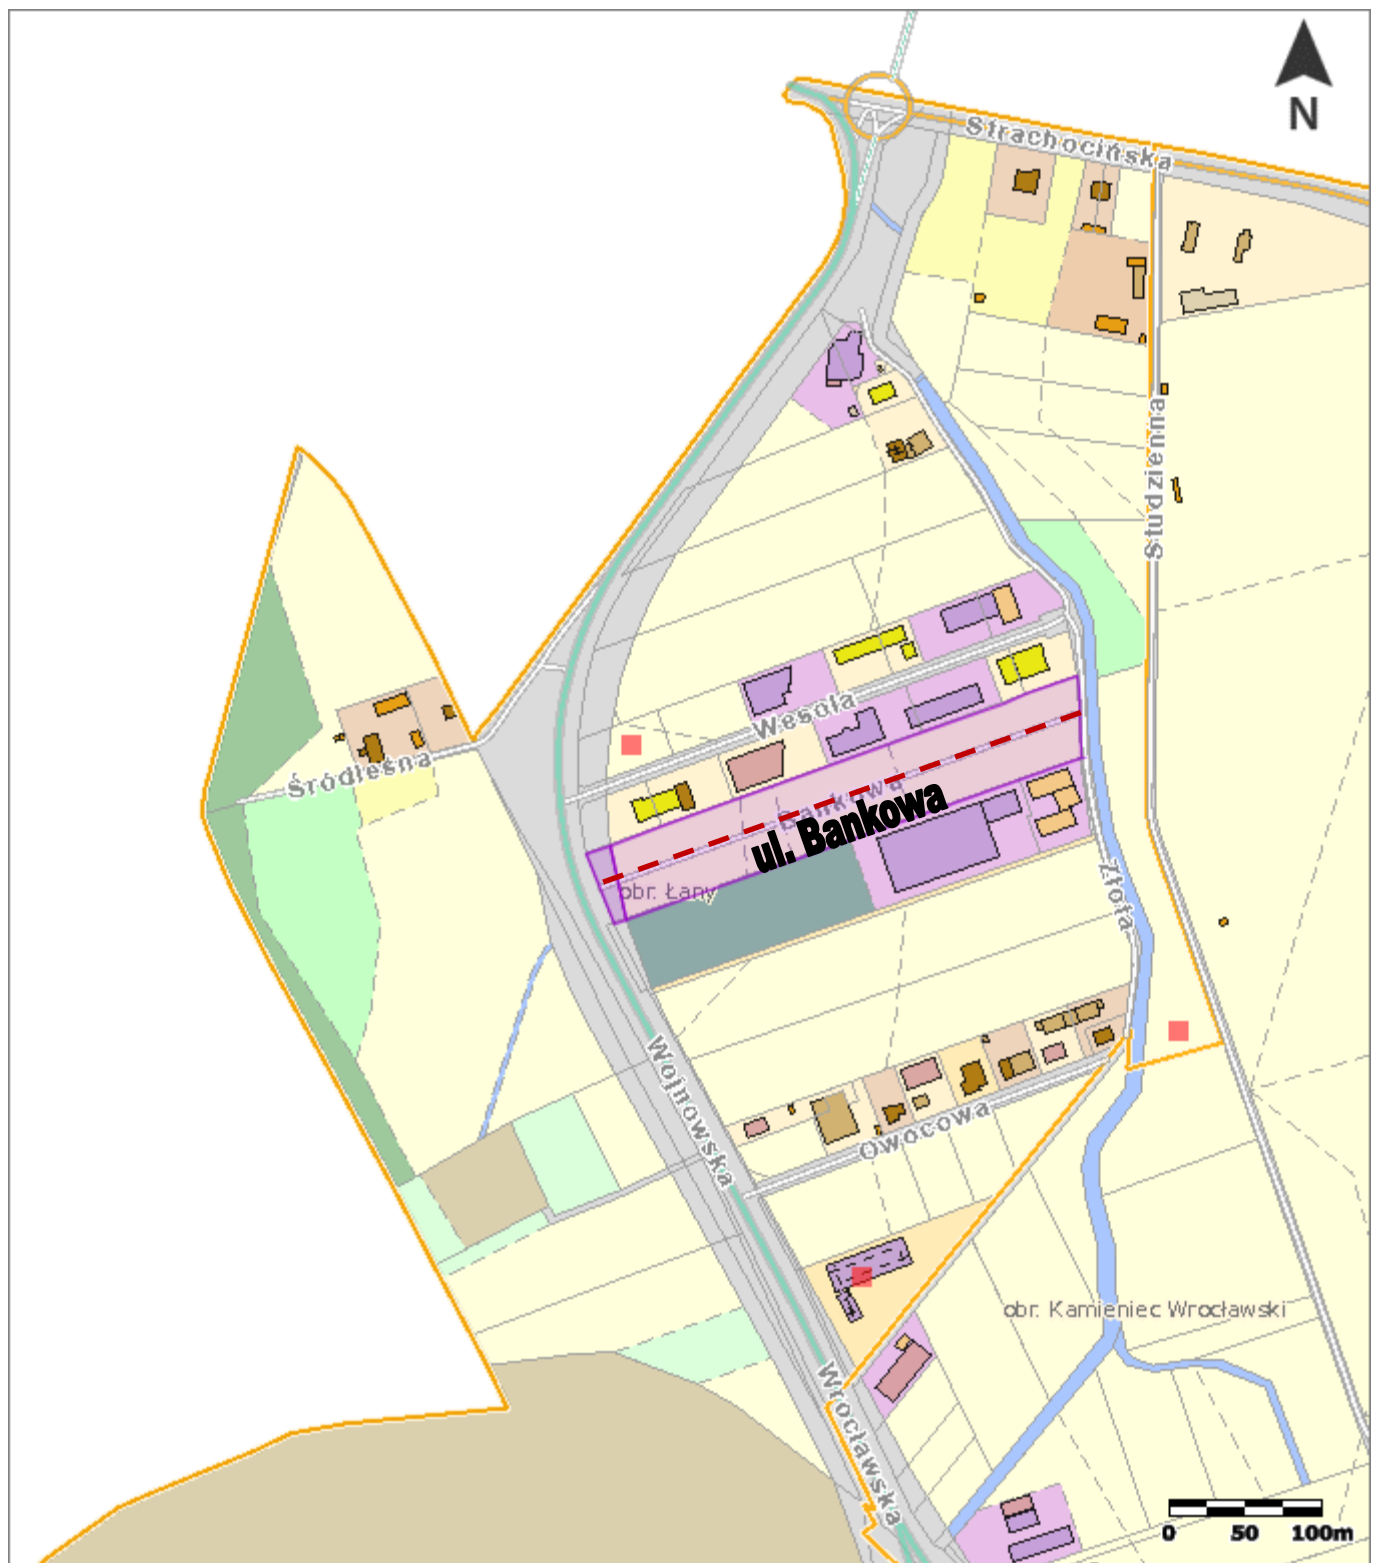 N
Strachocińska
Studzienna
Wesoła
Śródleśna
Bankowa
ul. Bankowa
obr. Łany
Złota
Wojnowska
Owocowa
obr. Kamieniec Wrocławski
Wrocławska
0 50 100m